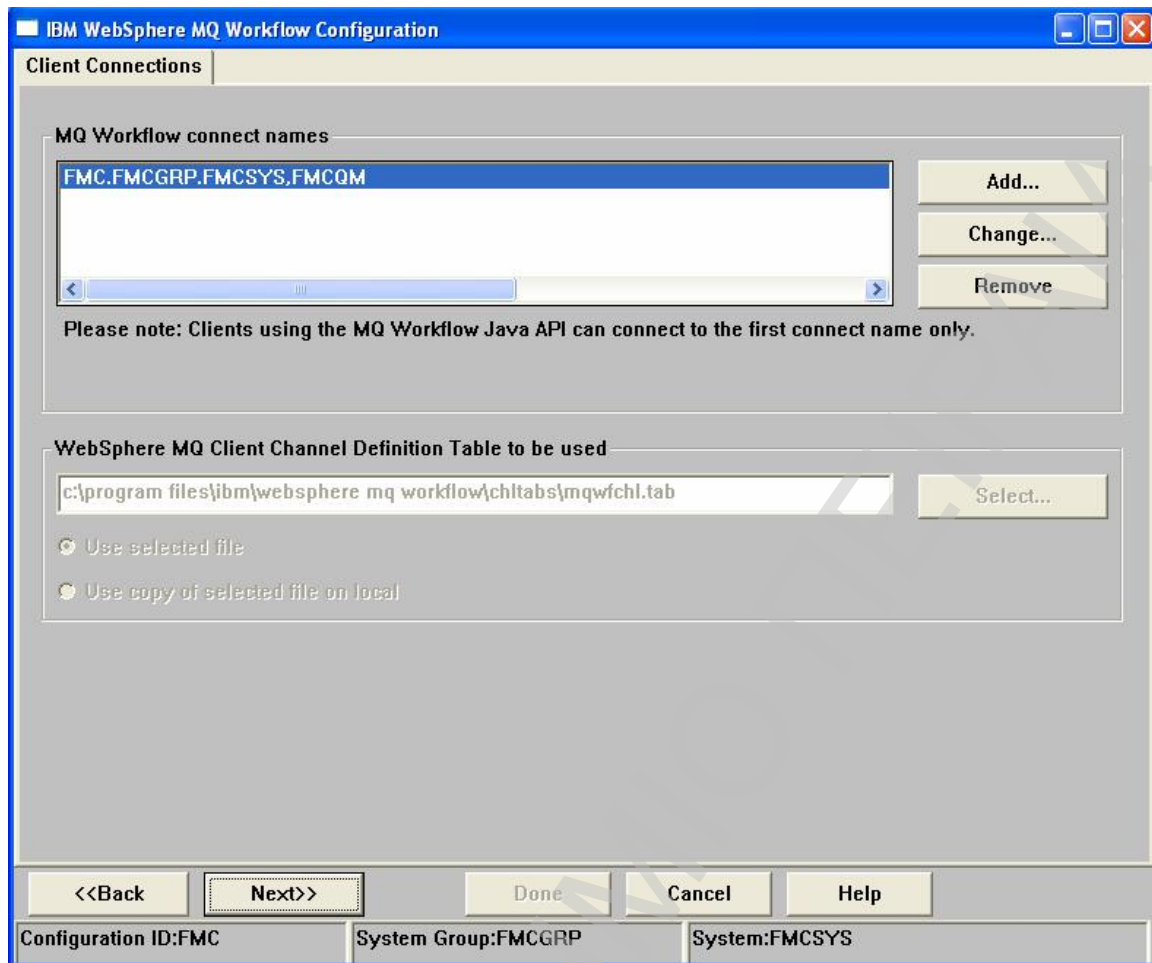 IBM WebSphere MQ Workflow Configuration
Client Connections
MQ Workflow connect names
FMC.FMCGRP.FMCSYS,FMCQM
Add...
Change...
Remove
Please note: Clients using the MQ Workflow Java API can connect to the first connect name only.
WebSphere MQ Client Channel Definition Table to be used
c:\program files\ibm\websphere mq workflow\chltabs\mqwfchl.tab
Select...
Use selected file
Use copy of selected file on local
<<Back
Next>>
Done
Cancel
Help
Configuration ID:FMC
System Group:FMCGRP
System:FMCSYS